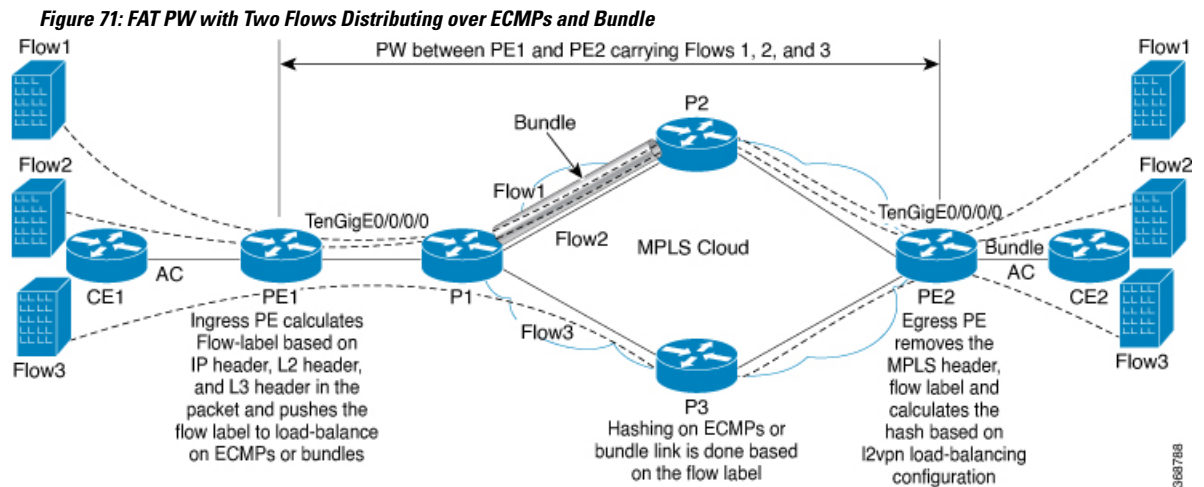 Figure 71: FAT PW with Two Flows Distributing over ECMPs and Bundle
Flow1
PW between PE1 and PE2 carrying Flows 1, 2, and 3
Flow1
P2
Bundle
Flow2
Flow2
Flow1
TenGigE0/0/0/0
TenGigE0/0/0/0
Flow2
MPLS Cloud
Bundle
AC
AC
CE1
PE1
P1
PE2
CE2
Flow3
Flow3
Flow3
Ingress PE calculates
Flow-label based on
IP header, L2 header,
and L3 header in the
packet and pushes the
flow label to load-balance
on ECMPs or bundles
P3
Hashing on ECMPs or
bundle link is done based
on the flow label
Egress PE
removes the
MPLS header,
flow label and
calculates the
hash based on
l2vpn load-balancing
configuration
368788